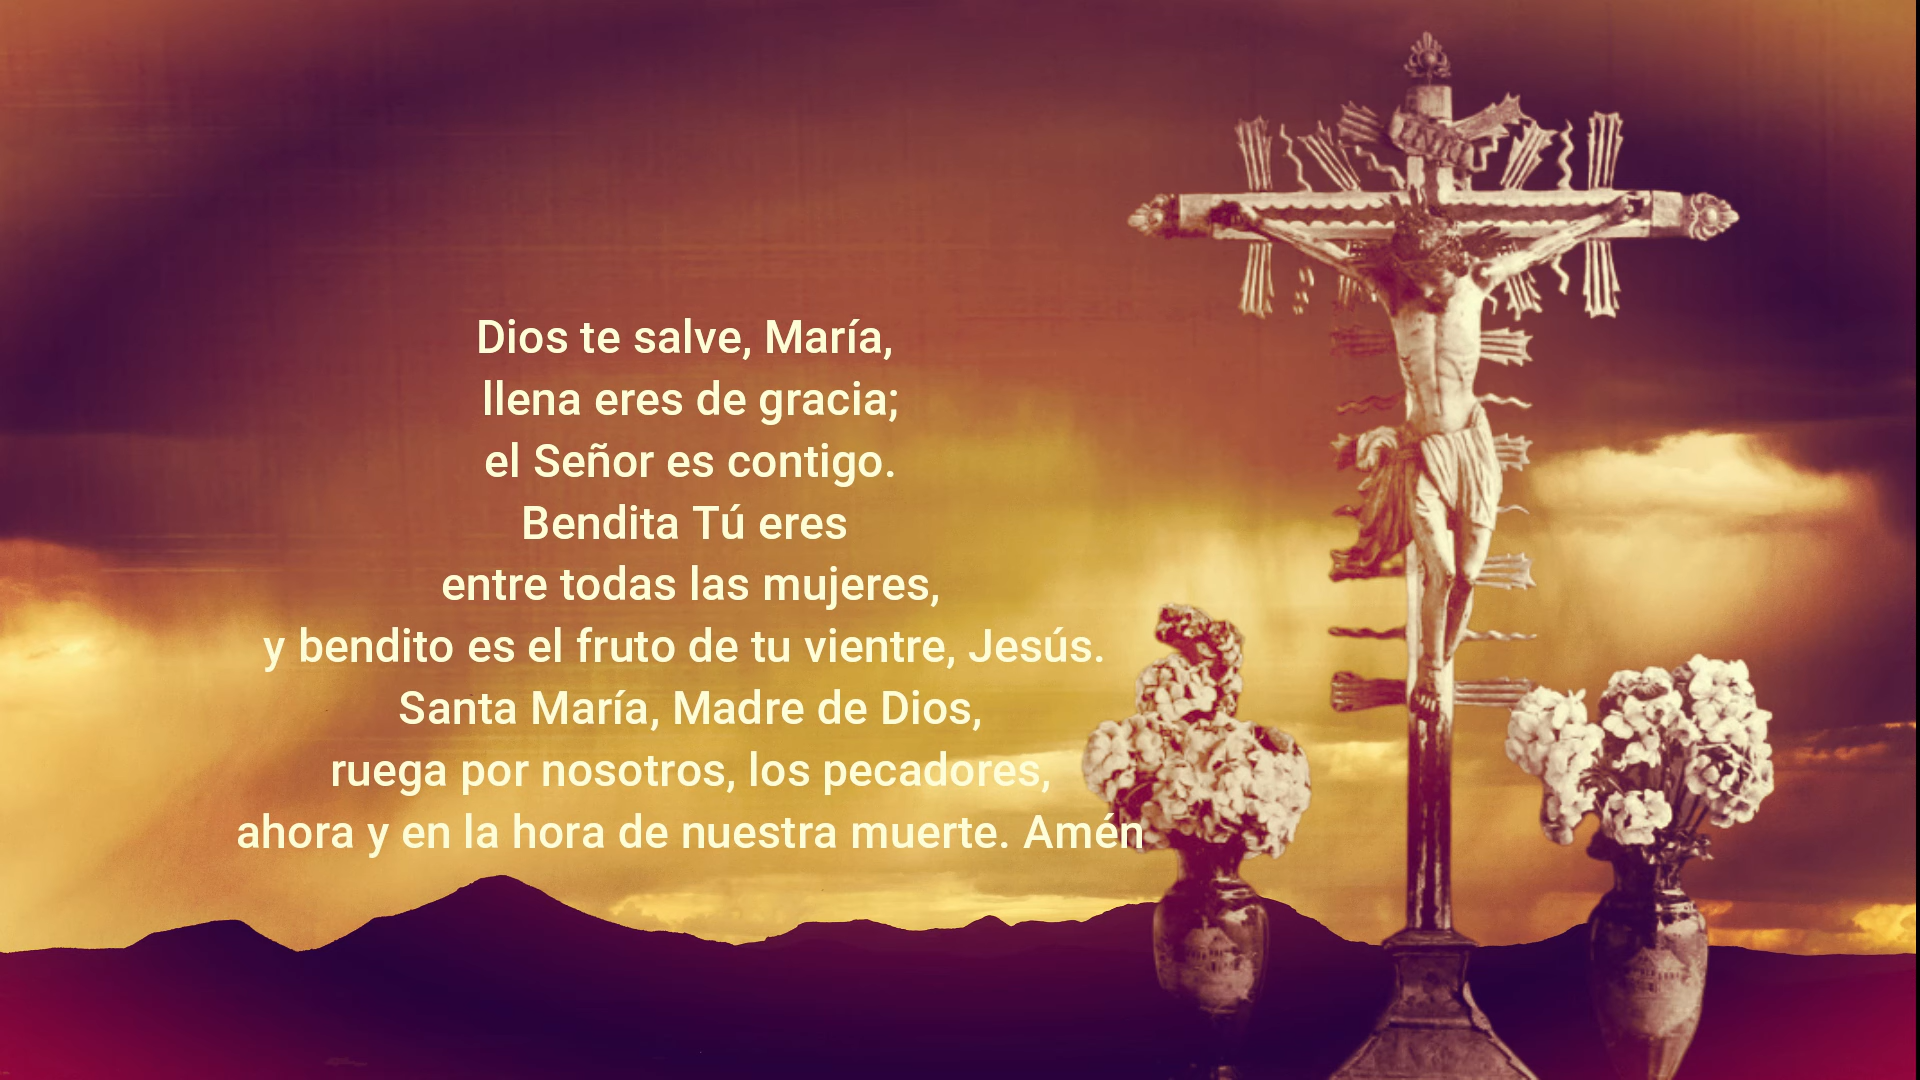 Dios te salve, María,
llena eres de gracia;
el Señor es contigo.
Bendita Tú eres
entre todas las mujeres,
y bendito es el fruto de tu vientre, Jesús.
Santa María, Madre de Dios,
ruega por nosotros, los pecadores,
ahora y en la hora de nuestra muerte. Amén